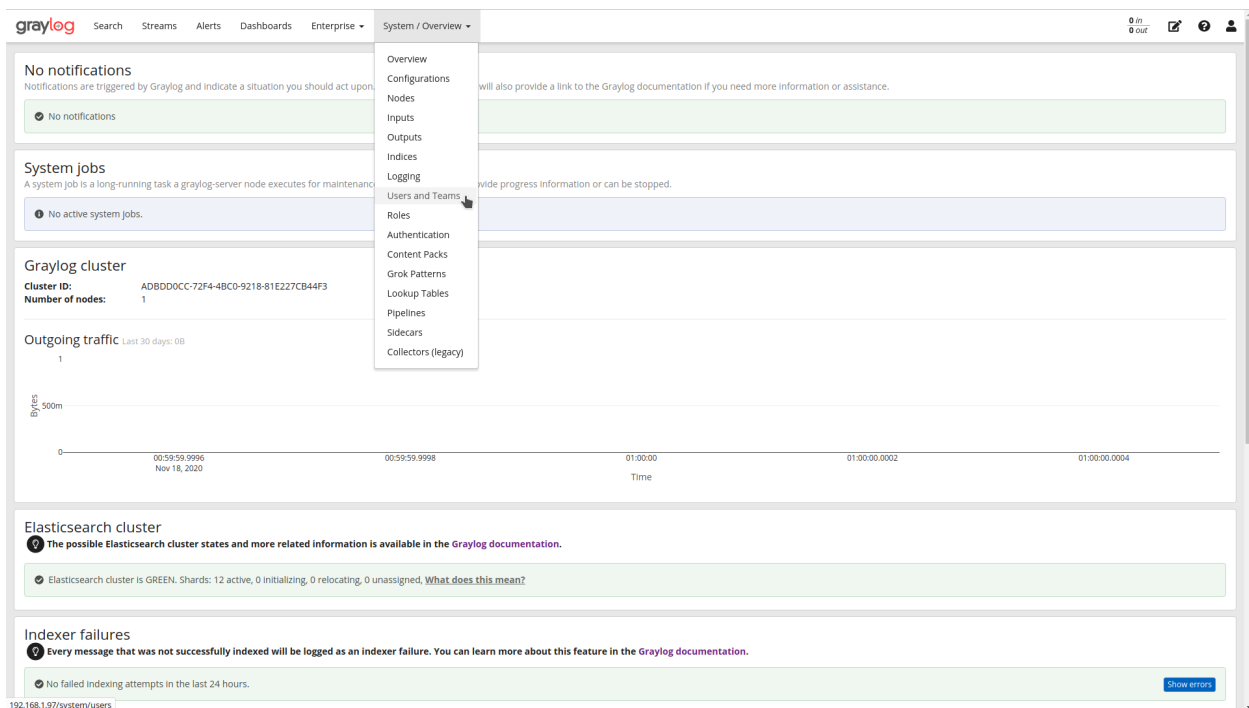 graylog Search Streams Alerts Dashboards Enterprise System / Overview 0 in
0 out
Overview
Configurations
Nodes
Inputs
Outputs
Indices
Logging
Users and Teams
Roles
Authentication
Content Packs
Grok Patterns
Lookup Tables
Pipelines
Sidecars
Collectors (legacy)
No notifications
Notifications are triggered by Graylog and indicate a situation you should act upon. will also provide a link to the Graylog documentation if you need more information or assistance.
No notifications
System jobs
A system job is a long-running task a graylog-server node executes for maintenance vide progress information or can be stopped.
No active system jobs.
Graylog cluster
Cluster ID: ADBDD0CC-72F4-4BC0-9218-81E227CB44F3
Number of nodes: 1
Outgoing traffic Last 30 days: 0B
1
500m
0
Bytes
00:59:59.9996 00:59:59.9998 01:00:00 01:00:00.0002 01:00:00.0004
Nov 18, 2020
Time
Elasticsearch cluster
The possible Elasticsearch cluster states and more related information is available in the Graylog documentation.
Elasticsearch cluster is GREEN. Shards: 12 active, 0 initializing, 0 relocating, 0 unassigned, What does this mean?
Indexer failures
Every message that was not successfully indexed will be logged as an indexer failure. You can learn more about this feature in the Graylog documentation.
No failed indexing attempts in the last 24 hours. Show errors
192.168.1.97/system/users